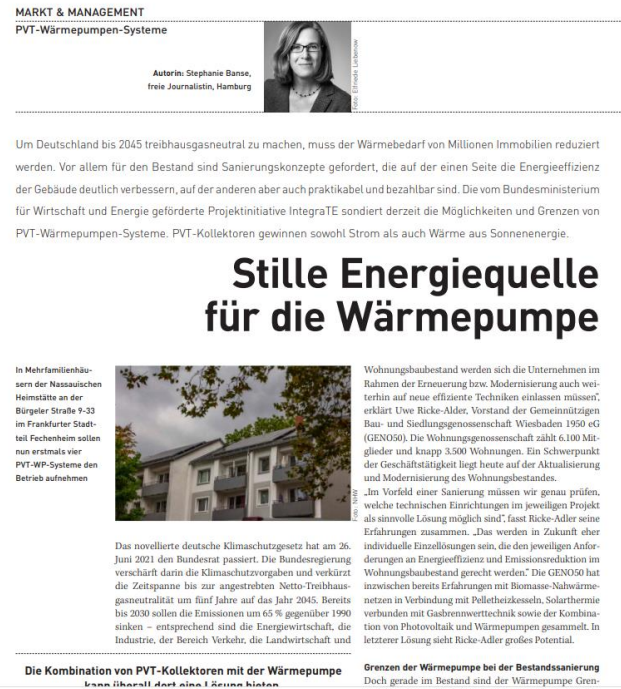 MARKT & MANAGEMENT
PVT-Wärmepumpen-Systeme
Autorin: Stephanie Banse,
freie Journalistin, Hamburg
Foto: Elfriede Liebenow
Um Deutschland bis 2045 treibhausgasneutral zu machen, muss der Wärmebedarf von Millionen Immobilien reduziert
werden. Vor allem für den Bestand sind Sanierungskonzepte gefordert, die auf der einen Seite die Energieeffizienz
der Gebäude deutlich verbessern, auf der anderen aber auch praktikabel und bezahlbar sind. Die vom Bundesministerium
für Wirtschaft und Energie geförderte Projektinitiative IntegraTE sondiert derzeit die Möglichkeiten und Grenzen von
PVT-Wärmepumpen-Systeme. PVT-Kollektoren gewinnen sowohl Strom als auch Wärme aus Sonnenenergie.
Stille Energiequelle
für die Wärmepumpe
In Mehrfamilienhäu-
sern der Nassauischen
Heimstätte an der
Bürgeler Straße 9-33
im Frankfurter Stadt-
teil Fechenheim sollen
nun erstmals vier
PVT-WP-Systeme den
Betrieb aufnehmen
Foto: NHW
Das novellierte deutsche Klimaschutzgesetz hat am 26.
Juni 2021 den Bundesrat passiert. Die Bundesregierung
verschärft darin die Klimaschutzvorgaben und verkürzt
die Zeitspanne bis zur angestrebten Netto-Treibhaus-
gasneutralität um fünf Jahre auf das Jahr 2045. Bereits
bis 2030 sollen die Emissionen um 65 % gegenüber 1990
sinken – entsprechend sind die Energiewirtschaft, die
Industrie, der Bereich Verkehr, die Landwirtschaft und
Die Kombination von PVT-Kollektoren mit der Wärmepumpe
kann überall dort eine Lösung bieten
Wohnungsbaubestand werden sich die Unternehmen im
Rahmen der Erneuerung bzw. Modernisierung auch wei-
terhin auf neue effiziente Techniken einlassen müssen“,
erklärt Uwe Ricke-Alder, Vorstand der Gemeinnützigen
Bau- und Siedlungsgenossenschaft Wiesbaden 1950 eG
(GENO50). Die Wohnungsgenossenschaft zählt 6.100 Mit-
glieder und knapp 3.500 Wohnungen. Ein Schwerpunkt
der Geschäftstätigkeit liegt heute auf der Aktualisierung
und Modernisierung des Wohnungsbestandes.
„Im Vorfeld einer Sanierung müssen wir genau prüfen,
welche technischen Einrichtungen im jeweiligen Projekt
als sinnvolle Lösung möglich sind“, fasst Ricke-Adler seine
Erfahrungen zusammen. „Das werden in Zukunft eher
individuelle Einzellösungen sein, die den jeweiligen Anfor-
derungen an Energieeffizienz und Emissionsreduktion im
Wohnungsbaubestand gerecht werden.“ Die GENO50 hat
inzwischen bereits Erfahrungen mit Biomasse-Nahwärme-
netzen in Verbindung mit Pelletheizkesseln, Solarthermie
verbunden mit Gasbrennwerttechnik sowie der Kombina-
tion von Photovoltaik und Wärmepumpen gesammelt. In
letzterer Lösung sieht Ricke-Adler großes Potential.
Grenzen der Wärmepumpe bei der Bestandssanierung
Doch gerade im Bestand sind der Wärmepumpe Gren-